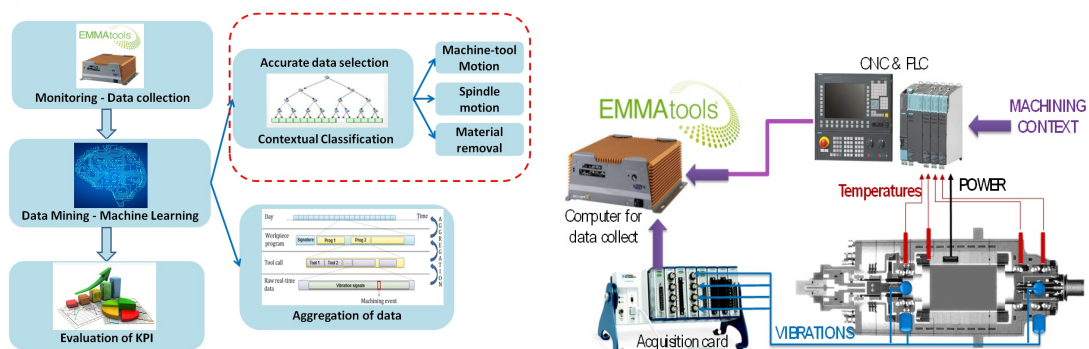 EMMAtools
Monitoring - Data collection
Data Mining - Machine Learning
Evaluation of KPI
Accurate data selection
Contextual Classification
Machine-tool
Motion
Spindle
motion
Material
removal
Day
Time
Workpiece
program
Signature
Prog 1
Prog 2
Tool call
Tool 1
Tool 2
Raw real-time
data
Vibration signals
Machining event
AGGREGATION
Aggregation of data
CNC & PLC
EMMAtools
MACHINING
CONTEXT
Temperatures
POWER
Computer for
data collect
Acquisition card
VIBRATIONS